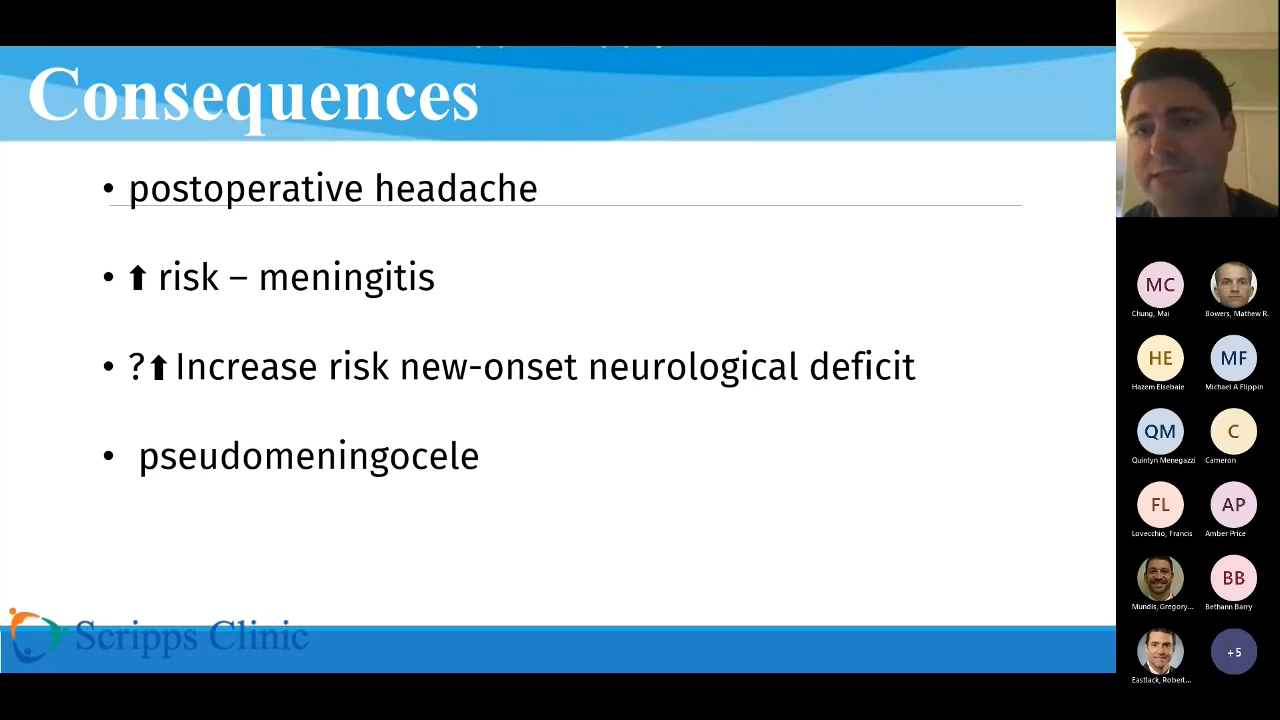 Consequences
• postoperative headache
• ⬆ risk – meningitis
• ?⬆Increase risk new-onset neurological deficit
• pseudomeningocele
Scripps Clinic
MC
Chung, Mai
Bowers, Mathew R.
HE
Hazem Elsebaie
MF
Michael A Flippin
QM
Quintyn Menegazzi
C
Cameron
FL
Lovecchio, Francis
AP
Amber Price
Mundis, Gregory...
BB
Bethann Barry
Eastlack, Robert...
+5